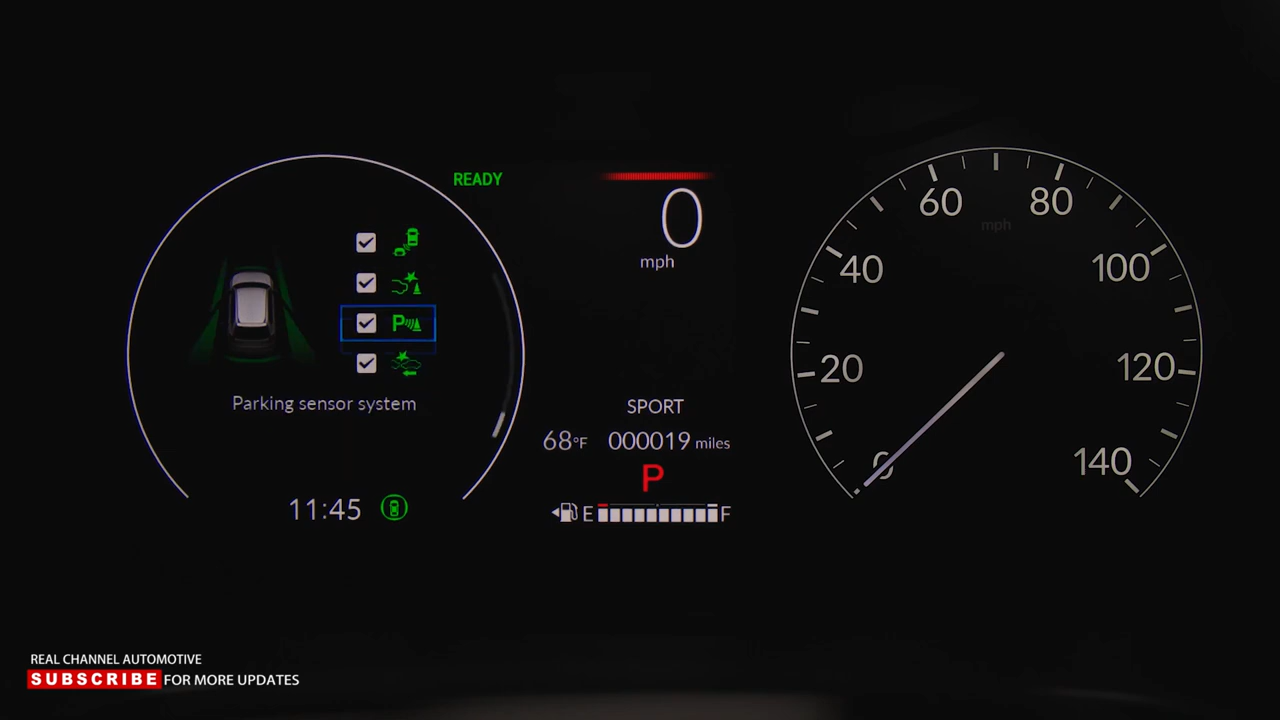 READY
0
mph
Parking sensor system
P
11:45
SPORT
68°F 000019 miles
P
E F
0
20
40
60
80
100
120
140
mph
REAL CHANNEL AUTOMOTIVE
SUBSCRIBE FOR MORE UPDATES